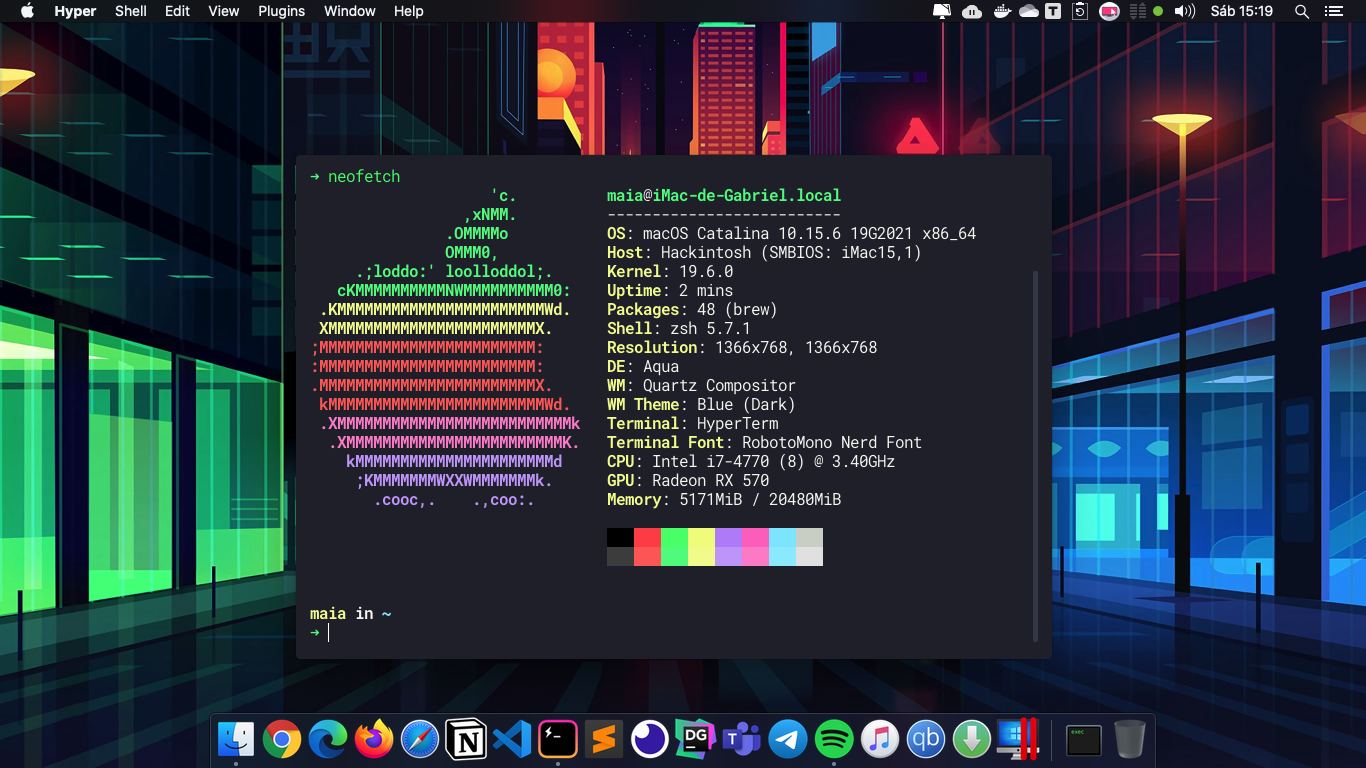 Hyper Shell Edit View Plugins Window Help Sáb 15:19
→ neofetch
'c.
,xNMM.
.OMMMMo
OMMM0,
.;loddo:' loolloddol;.
cKMMMMMMMMMMNWMMMMMMMMMM0:
.KMMMMMMMMMMMMMMMMMMMMMMMWd.
XMMMMMMMMMMMMMMMMMMMMMMMX.
;MMMMMMMMMMMMMMMMMMMMMMMM:
:MMMMMMMMMMMMMMMMMMMMMMMM:
.MMMMMMMMMMMMMMMMMMMMMMMMX.
kMMMMMMMMMMMMMMMMMMMMMMMMWd.
.XMMMMMMMMMMMMMMMMMMMMMMMMMMk
.XMMMMMMMMMMMMMMMMMMMMMMMMK.
kMMMMMMMMMMMMMMMMMMMMMMd
;KMMMMMMMWXXWMMMMMMMk.
.cooc,. .,coo:.
maia@iMac-de-Gabriel.local
--------------------------
OS: macOS Catalina 10.15.6 19G2021 x86_64
Host: Hackintosh (SMBIOS: iMac15,1)
Kernel: 19.6.0
Uptime: 2 mins
Packages: 48 (brew)
Shell: zsh 5.7.1
Resolution: 1366x768, 1366x768
DE: Aqua
WM: Quartz Compositor
WM Theme: Blue (Dark)
Terminal: HyperTerm
Terminal Font: RobotoMono Nerd Font
CPU: Intel i7-4770 (8) @ 3.40GHz
GPU: Radeon RX 570
Memory: 5171MiB / 20480MiB
maia in ~
→
N DG T qb exec